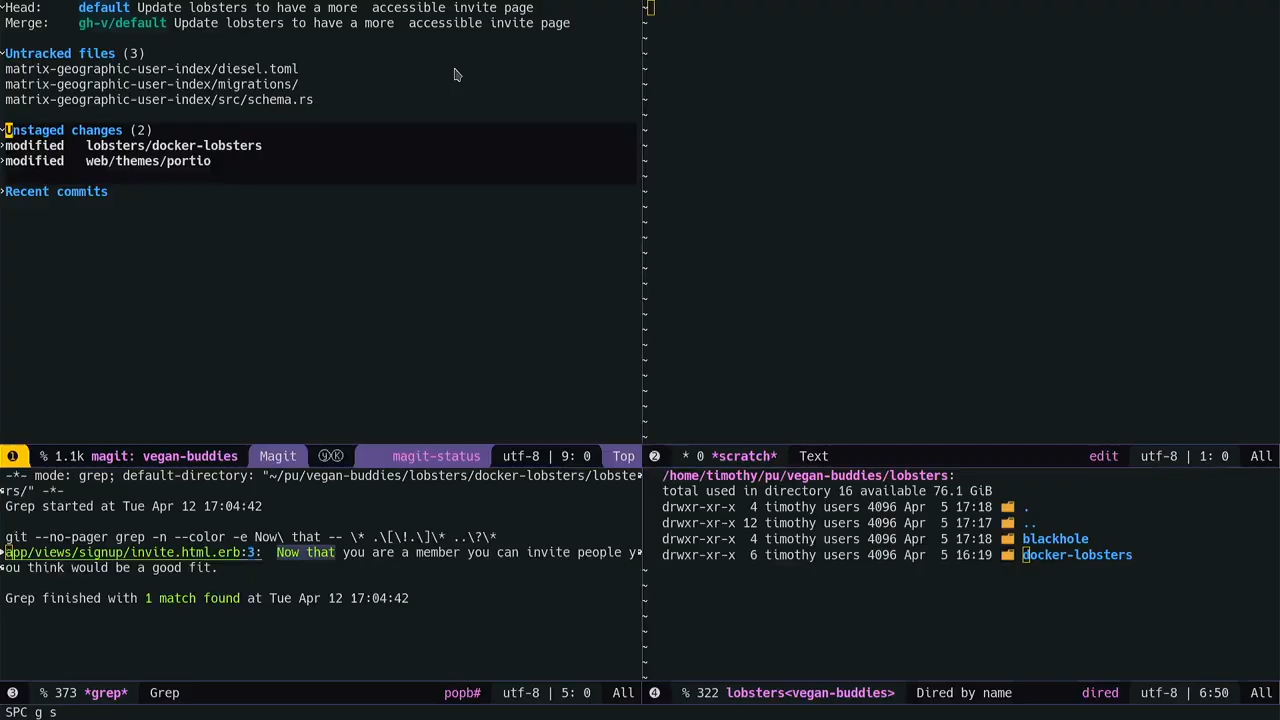 Head:    default Update lobsters to have a more  accessible invite page
Merge:   gh-v/default Update lobsters to have a more  accessible invite page
Untracked files (3)
matrix-geographic-user-index/diesel.toml
matrix-geographic-user-index/migrations/
matrix-geographic-user-index/src/schema.rs
Unstaged changes (2)
modified   lobsters/docker-lobsters
modified   web/themes/portio
Recent commits
❶ % 1.1k magit: vegan-buddies Magit ⓨⓀ magit-status utf-8 | 9: 0 Top
-*- mode: grep; default-directory: "~/pu/vegan-buddies/lobsters/docker-lobsters/lobste
rs/" -*-
Grep started at Tue Apr 12 17:04:42
git --no-pager grep -n --color -e Now\ that -- \* .\[\!.\]\* ..\?\*
app/views/signup/invite.html.erb:3:  Now that you are a member you can invite people y
ou think would be a good fit.
Grep finished with 1 match found at Tue Apr 12 17:04:42
❸ % 373 *grep* Grep popb# utf-8 | 5: 0 All
❷ * 0 *scratch* Text edit utf-8 | 1: 0 All
/home/timothy/pu/vegan-buddies/lobsters:
total used in directory 16 available 76.1 GiB
drwxr-xr-x  4 timothy users 4096 Apr  5 17:18 .
drwxr-xr-x 12 timothy users 4096 Apr  5 17:17 ..
drwxr-xr-x  4 timothy users 4096 Apr  5 17:18 blackhole
drwxr-xr-x  6 timothy users 4096 Apr  5 16:19 docker-lobsters
❹ % 322 lobsters<vegan-buddies> Dired by name dired utf-8 | 6:50 All
SPC g s